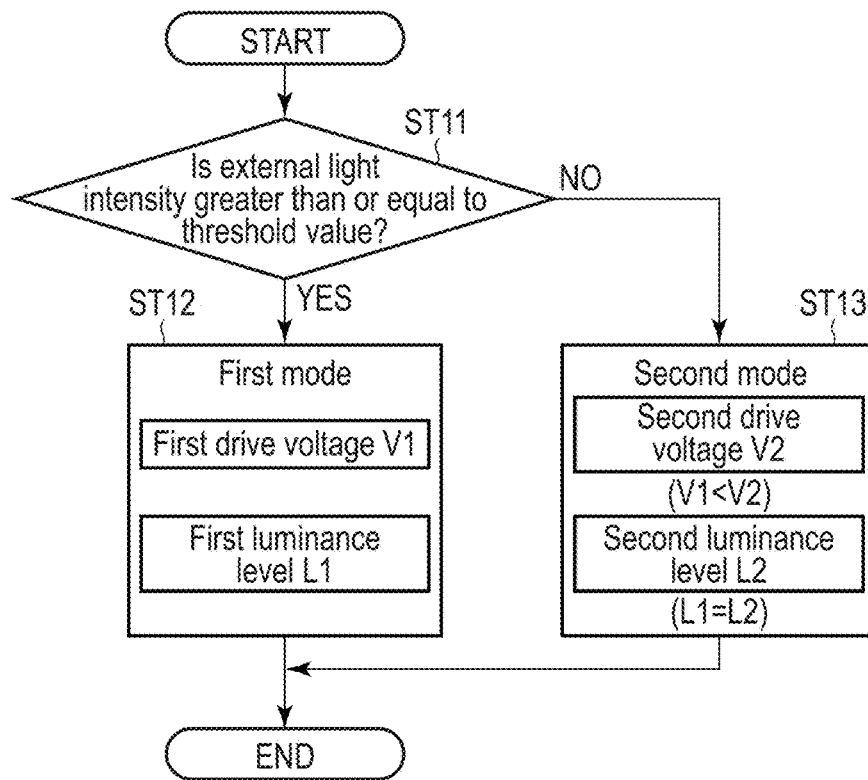 START
ST11
Is external light
intensity greater than or equal to
threshold value?
NO
YES
ST12
First mode
First drive voltage V1
First luminance
level L1
ST13
Second mode
Second drive
voltage V2
(V1<V2)
Second luminance
level L2
(L1=L2)
END